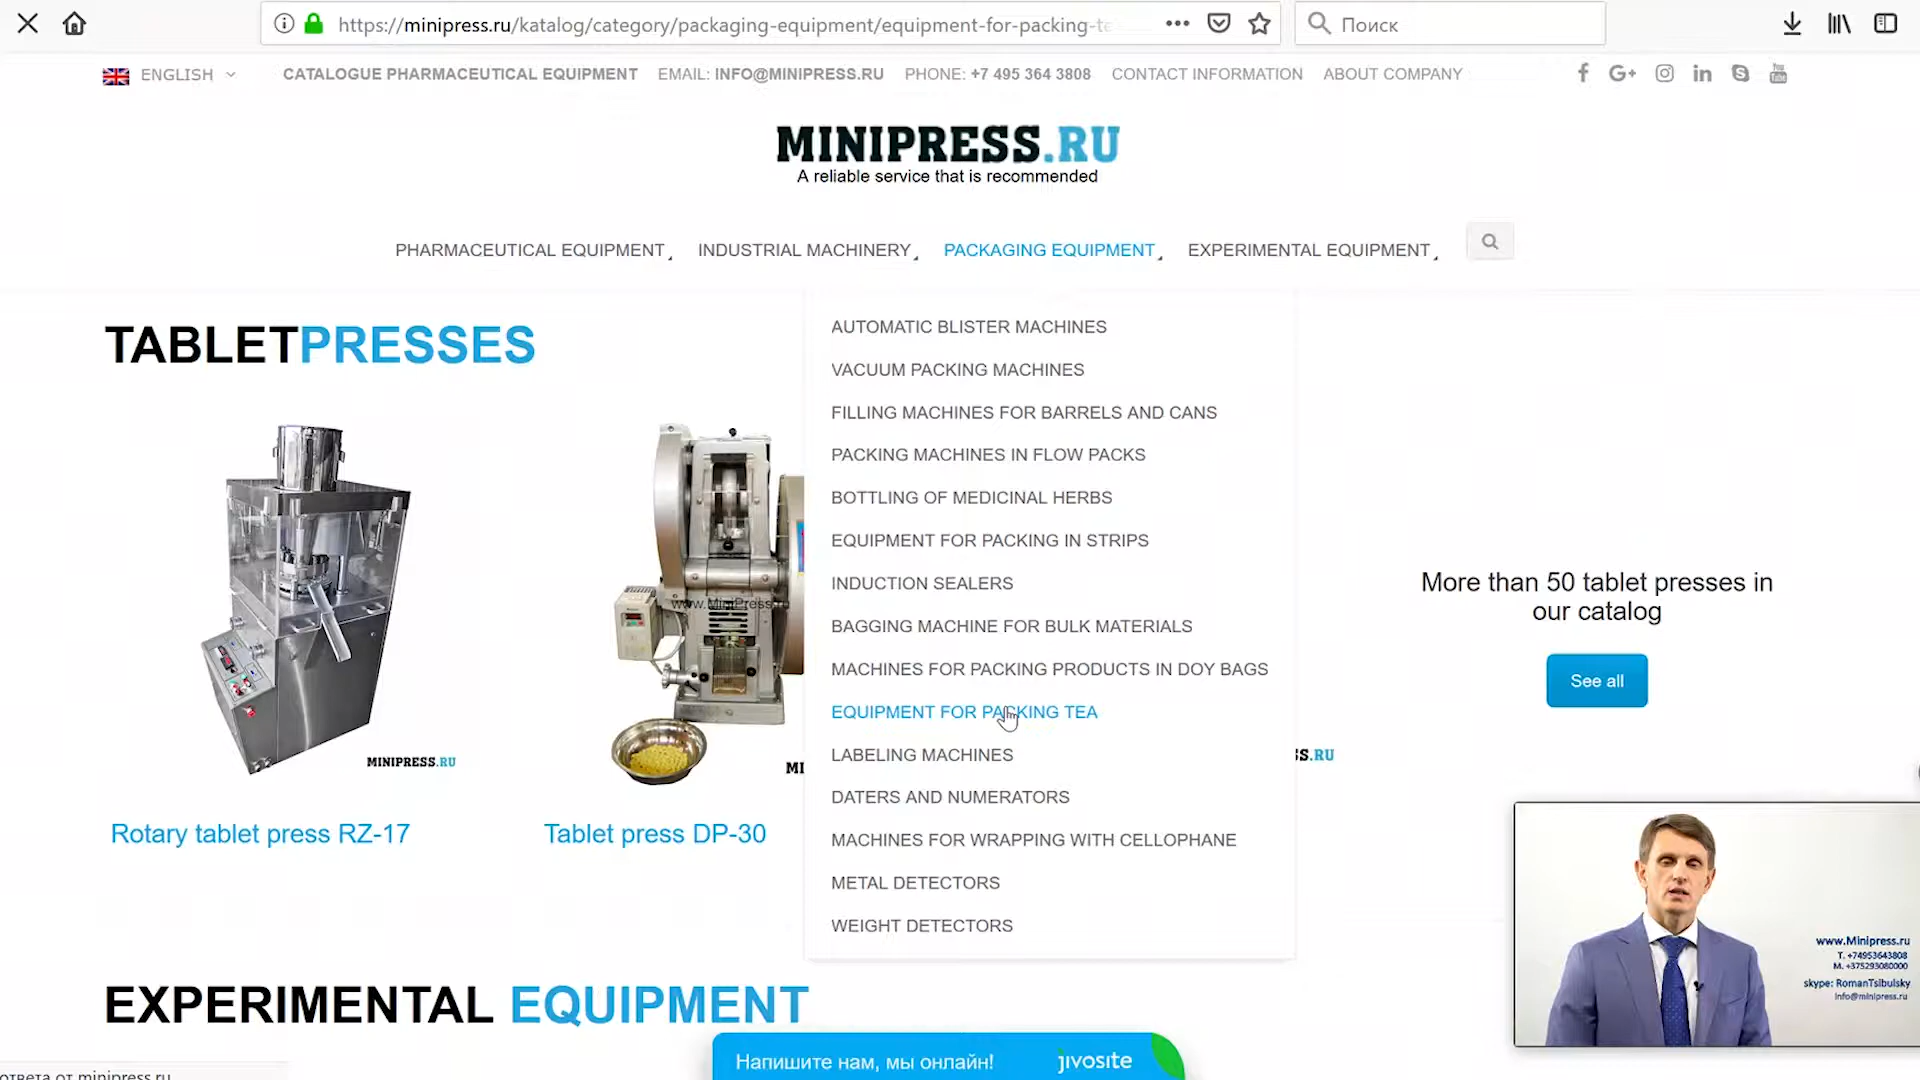 https://minipress.ru/katalog/category/packaging-equipment/equipment-for-packing-te
Поиск
ENGLISH
CATALOGUE PHARMACEUTICAL EQUIPMENT
EMAIL: INFO@MINIPRESS.RU
PHONE: +7 495 364 3808
CONTACT INFORMATION
ABOUT COMPANY
MINIPRESS.RU
A reliable service that is recommended
PHARMACEUTICAL EQUIPMENT
INDUSTRIAL MACHINERY
PACKAGING EQUIPMENT
EXPERIMENTAL EQUIPMENT
TABLETPRESSES
AUTOMATIC BLISTER MACHINES
VACUUM PACKING MACHINES
FILLING MACHINES FOR BARRELS AND CANS
PACKING MACHINES IN FLOW PACKS
BOTTLING OF MEDICINAL HERBS
EQUIPMENT FOR PACKING IN STRIPS
INDUCTION SEALERS
BAGGING MACHINE FOR BULK MATERIALS
MACHINES FOR PACKING PRODUCTS IN DOY BAGS
EQUIPMENT FOR PACKING TEA
LABELING MACHINES
DATERS AND NUMERATORS
MACHINES FOR WRAPPING WITH CELLOPHANE
METAL DETECTORS
WEIGHT DETECTORS
www.MiniPress.ru
MINIPRESS.RU
MI
S.RU
More than 50 tablet presses in
our catalog
See all
Rotary tablet press RZ-17
Tablet press DP-30
www.Minipress.ru
T. +74953643808
M. +375293080000
skype: RomanTsibulsky
info@minipress.ru
EXPERIMENTAL EQUIPMENT
Напишите нам, мы онлайн!
jivosite
ответа от minipress.ru